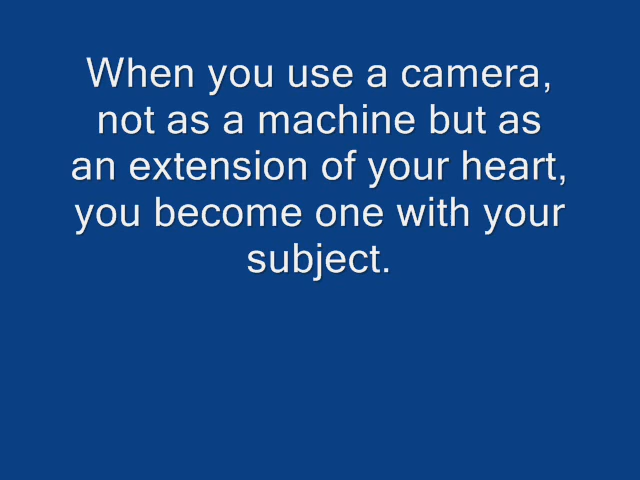 When you use a camera,
not as a machine but as
an extension of your heart,
you become one with your
subject.